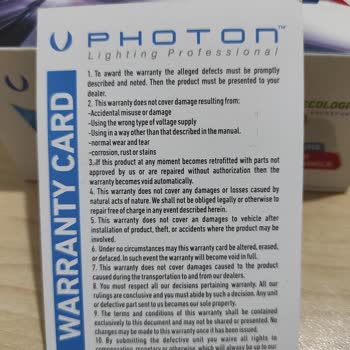 PHOTON™
Lighting Professional
WARRANTY CARD
1. To award the warranty the alleged defects must be promptly
described and noted. Then the product must be presented to your
dealer.
2. This warranty does not cover damage resulting from:
-Accidental misuse or damage
-Using the wrong type of voltage supply
-Using in a way other than that described in the manual.
-normal wear and tear
-corrosion, rust or stains
3..If this product at any moment becomes retrofitted with parts not
approved by us or are repaired without authorization then the
warranty becomes void automatically.
4. This warranty does not cover any damages or losses caused by
natural acts of nature. We shall not be obliged legally or otherwise to
repair free of charge in any event described herein.
5. This warranty does not cover an damages to vehicle after
installation of product, theft, or accidents where the product may be
involved.
6. Under no circumstances may this warranty card be altered, erased,
or defaced. in such event the warranty will become void in full.
7. This warranty does not cover damages caused to the product
caused during the transportation to and from our dealers.
8. You must respect all our decisions pertaining warranty. All our
rulings are conclusive and you must abide by such a decision. Any unit
or defective part sent to us becomes our sole property.
9. The terms and conditions of this warranty shall be contained
exclusively to this document and may not be shared or presented. No
changes may be made to this warranty once it has been issued.
10. By submitting the defective unit you waive all rights to
compensation, monetary or otherwise, which will be